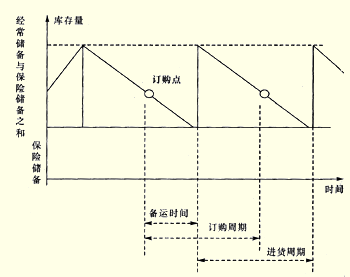 库存量
经常储备与保险储备之和
订购点
保险储备
时间
备运时间
订购周期
进货周期